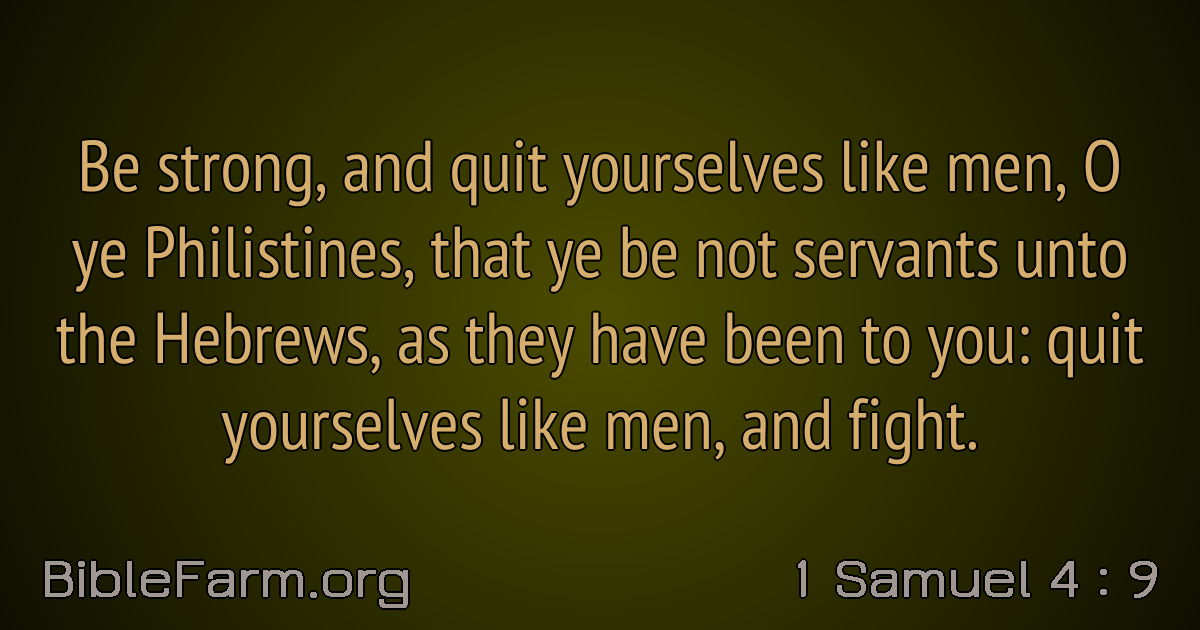 Be strong, and quit yourselves like men, O
ye Philistines, that ye be not servants unto
the Hebrews, as they have been to you: quit
yourselves like men, and fight.
BibleFarm.org
1 Samuel 4 : 9